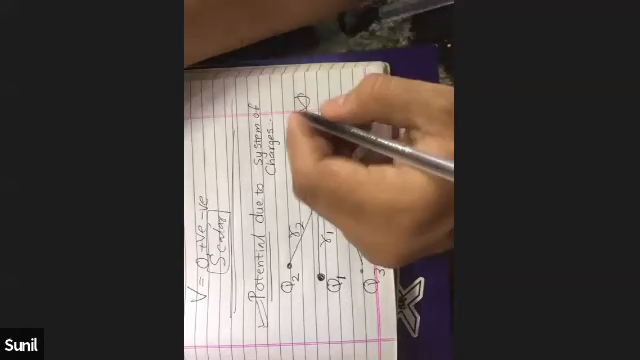 V = 0, +ve -ve
Scalar
Potential due to system of
Charges:-
Q2 r2
Q1 r1
Q3
Sunil